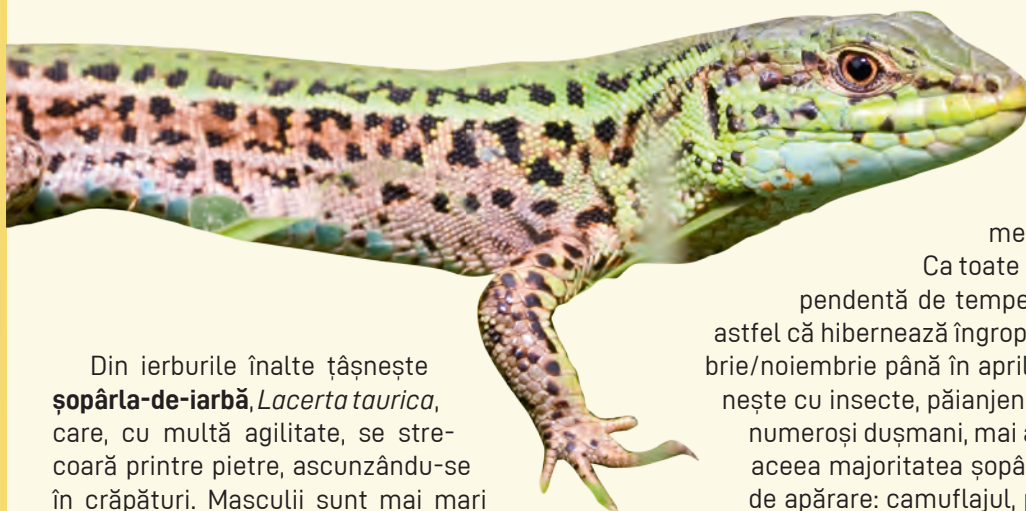 Din ierburile înalte țâșnește
șopârla-de-iarbă, Lacerta taurica,
care, cu multă agilitate, se stre-
coară printre pietre, ascunzându-se
în crăpături. Masculii sunt mai mari
me
Ca toate
pendentă de tempe
astfel că hibernează îngrop
brie/noiembrie până în april
nește cu insecte, păianjen
numeroși dușmani, mai a
aceea majoritatea șopâ
de apărare: camuflajul, p